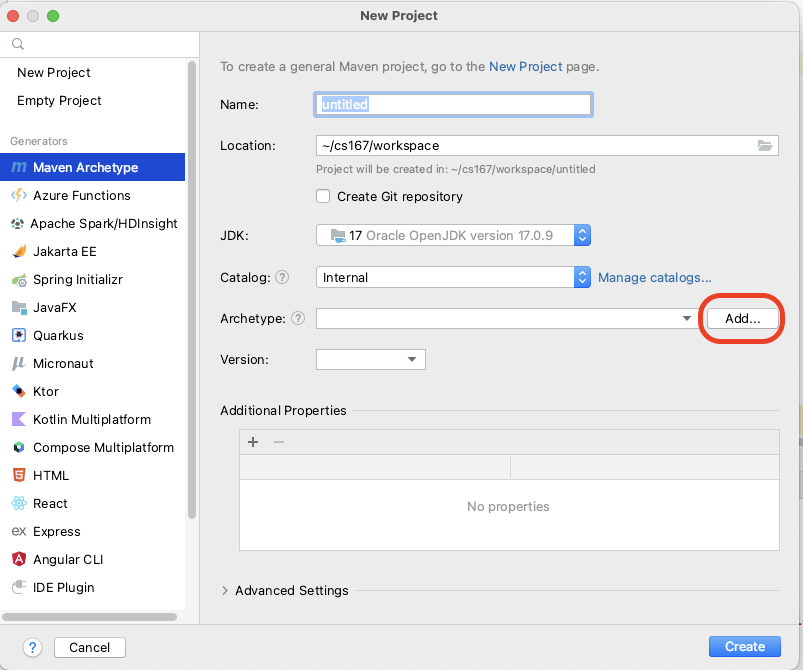 New Project
New Project
Empty Project
Generators
m Maven Archetype
Azure Functions
Apache Spark/HDInsight
Jakarta EE
Spring Initializr
JavaFX
Quarkus
μ Micronaut
Ktor
Kotlin Multiplatform
Compose Multiplatform
5 HTML
React
ex Express
A Angular CLI
IDE Plugin
To create a general Maven project, go to the New Project page.
Name: untitled
Location: ~/cs167/workspace
Project will be created in: ~/cs167/workspace/untitled
Create Git repository
JDK: 17 Oracle OpenJDK version 17.0.9
Catalog: ? Internal Manage catalogs...
Archetype: ? Add...
Version:
Additional Properties
+ −
No properties
> Advanced Settings
? Cancel Create